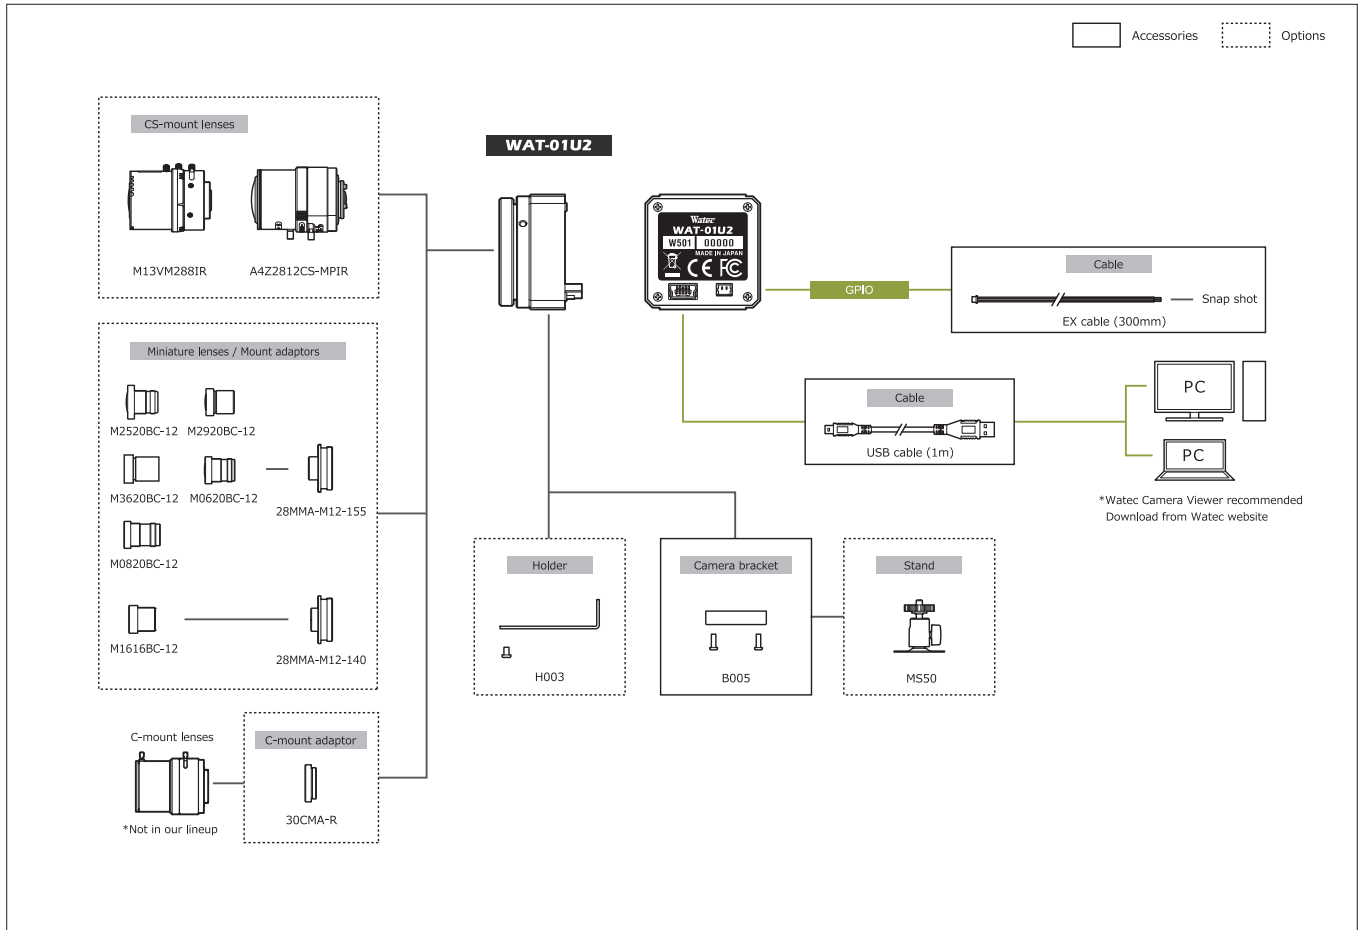 Accessories
Options
CS-mount lenses
M13VM288IR
A4Z2812CS-MPIR
WAT-01U2
Watec
WAT-01U2
W501
00000
MADE IN JAPAN
CE FC
GPIO
Cable
Snap shot
EX cable (300mm)
Miniature lenses / Mount adaptors
M2520BC-12
M2920BC-12
M3620BC-12
M0620BC-12
28MMA-M12-155
M0820BC-12
M1616BC-12
28MMA-M12-140
Cable
USB cable (1m)
PC
PC
*Watec Camera Viewer recommended
Download from Watec website
Holder
H003
Camera bracket
B005
Stand
MS50
C-mount lenses
*Not in our lineup
C-mount adaptor
30CMA-R